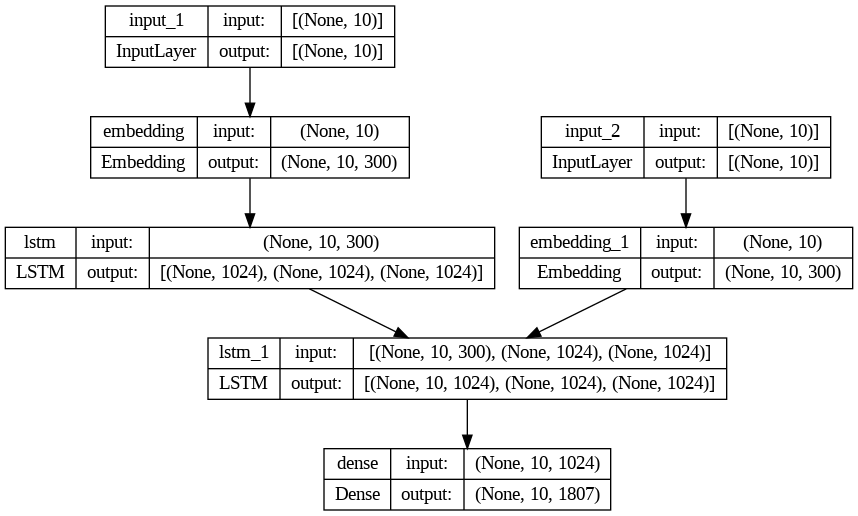 input_1 input: [(None, 10)]
InputLayer output: [(None, 10)]
embedding input: (None, 10)
Embedding output: (None, 10, 300)
input_2 input: [(None, 10)]
InputLayer output: [(None, 10)]
lstm input: (None, 10, 300)
LSTM output: [(None, 1024), (None, 1024), (None, 1024)]
embedding_1 input: (None, 10)
Embedding output: (None, 10, 300)
lstm_1 input: [(None, 10, 300), (None, 1024), (None, 1024)]
LSTM output: [(None, 10, 1024), (None, 1024), (None, 1024)]
dense input: (None, 10, 1024)
Dense output: (None, 10, 1807)